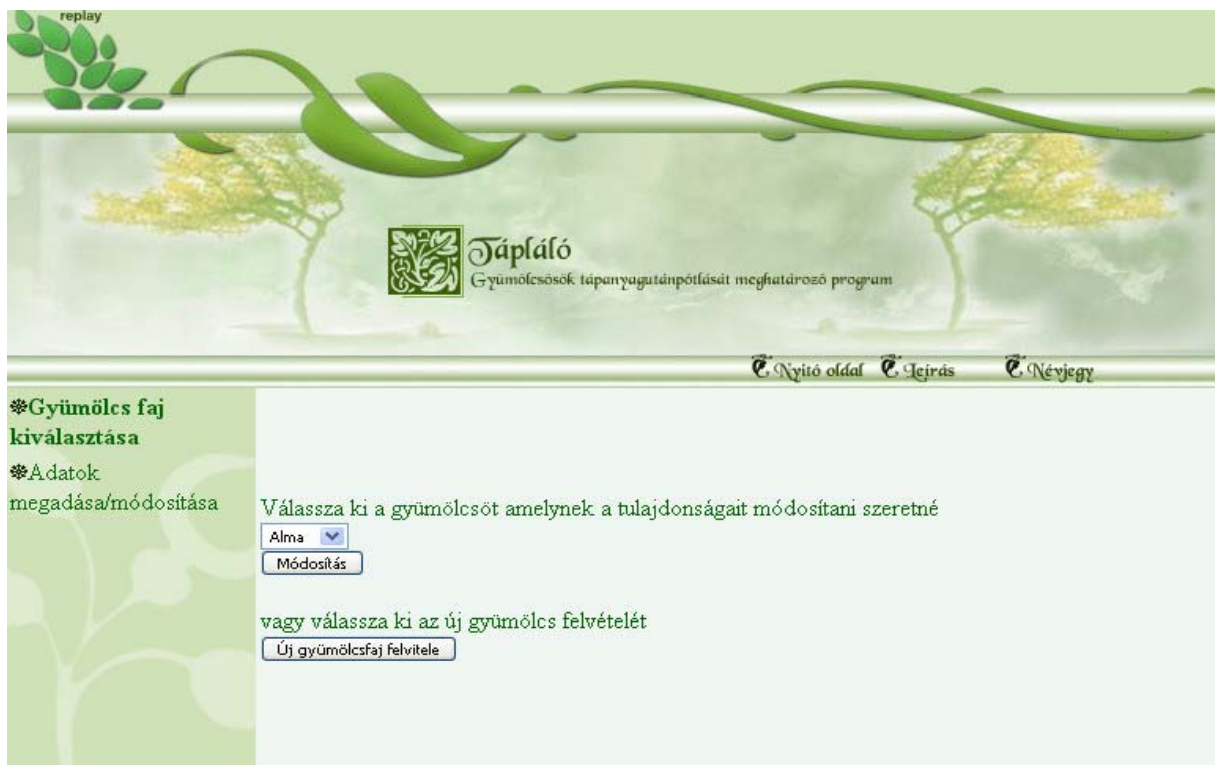 replay
Tápláló
Gyümölcsösök tápanyagutánpótlását meghatározó program
Nyitó oldal Leírás Névjegy
Gyümölcs faj
kiválasztása
Adatok
megadása/módosítása
Válassza ki a gyümölcsöt amelynek a tulajdonságait módosítani szeretné
Alma
Módosítás
vagy válassza ki az új gyümölcs felvételét
Új gyümölcsfaj felvitele